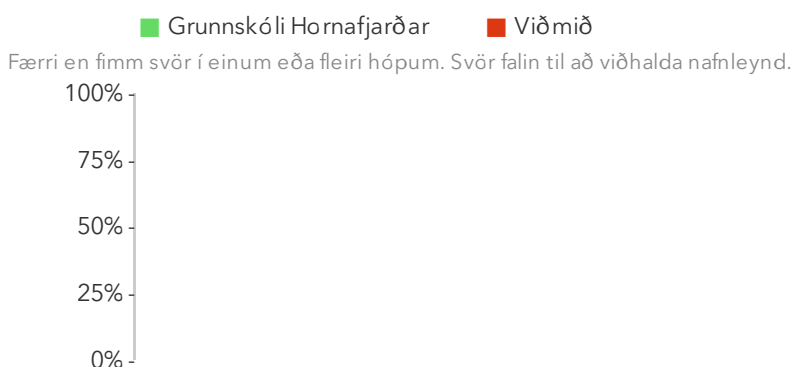 Grunnskóli Hornafjarðar Viðmið
Færri en fimm svör í einum eða fleiri hópum. Svör falin til að viðhalda nafnleynd.
100%
75%
50%
25%
0%